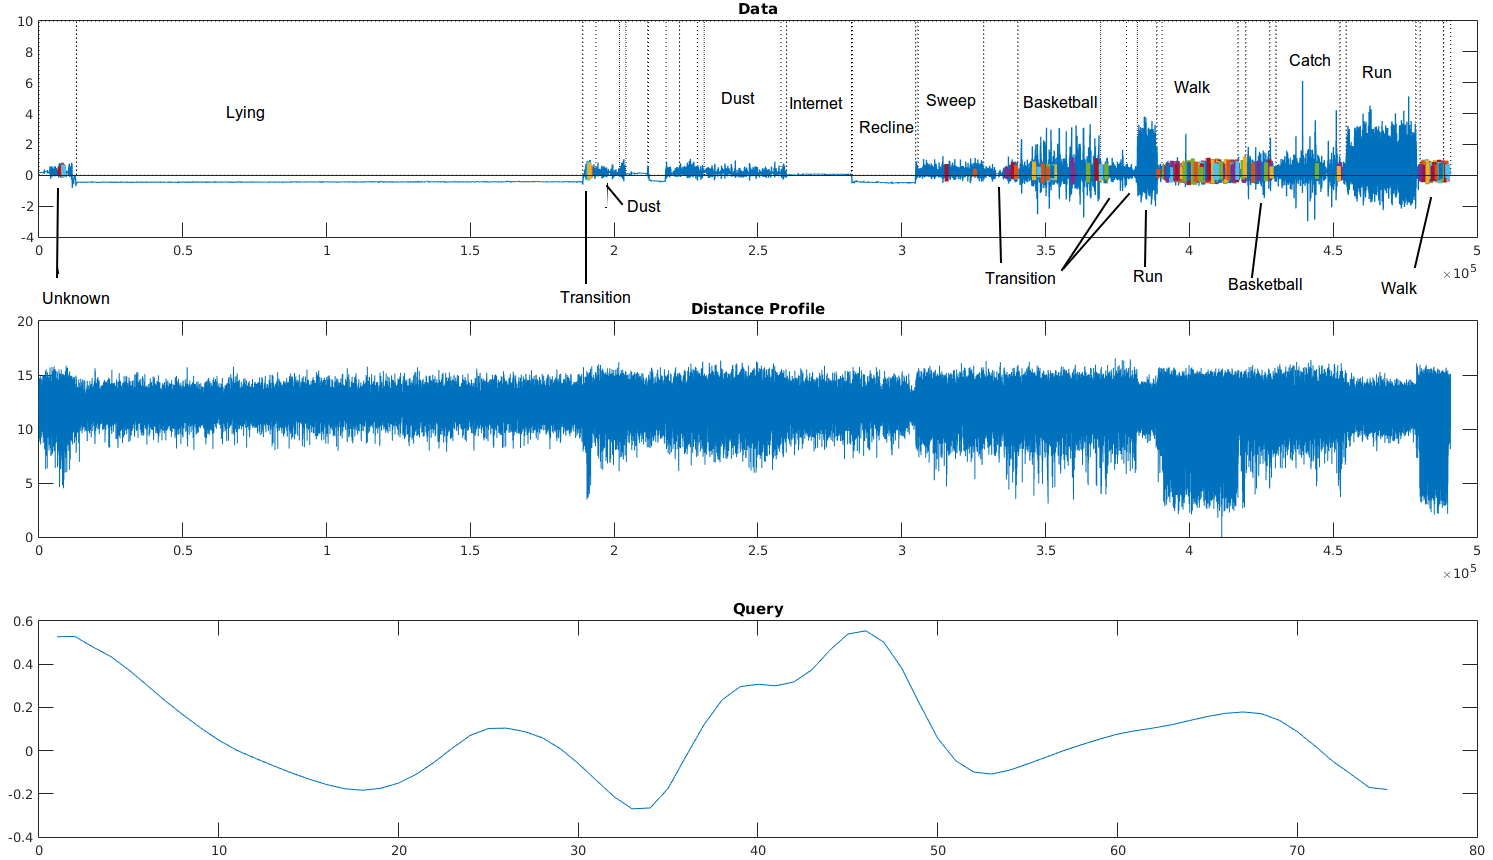 Data
10
8
6
4
2
0
-2
-4
Lying
Dust
Internet
Recline
Sweep
Basketball
Walk
Catch
Run
Dust
0 0.5 1 1.5 2 2.5 3 3.5 4 4.5 5
×10^5
Unknown
Transition
Transition
Run
Basketball
Walk
Distance Profile
20
15
10
5
0
0 0.5 1 1.5 2 2.5 3 3.5 4 4.5 5
×10^5
Query
0.6
0.4
0.2
0
-0.2
-0.4
0 10 20 30 40 50 60 70 80